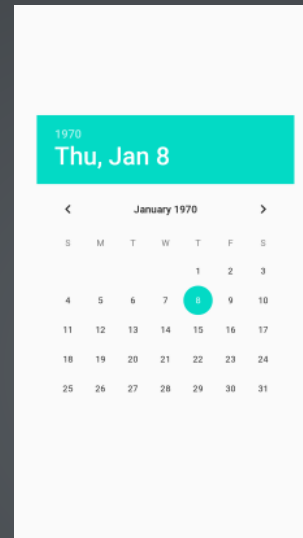 1970
Thu, Jan 8
January 1970
S M T W T F S
1 2 3
4 5 6 7 8 9 10
11 12 13 14 15 16 17
18 19 20 21 22 23 24
25 26 27 28 29 30 31